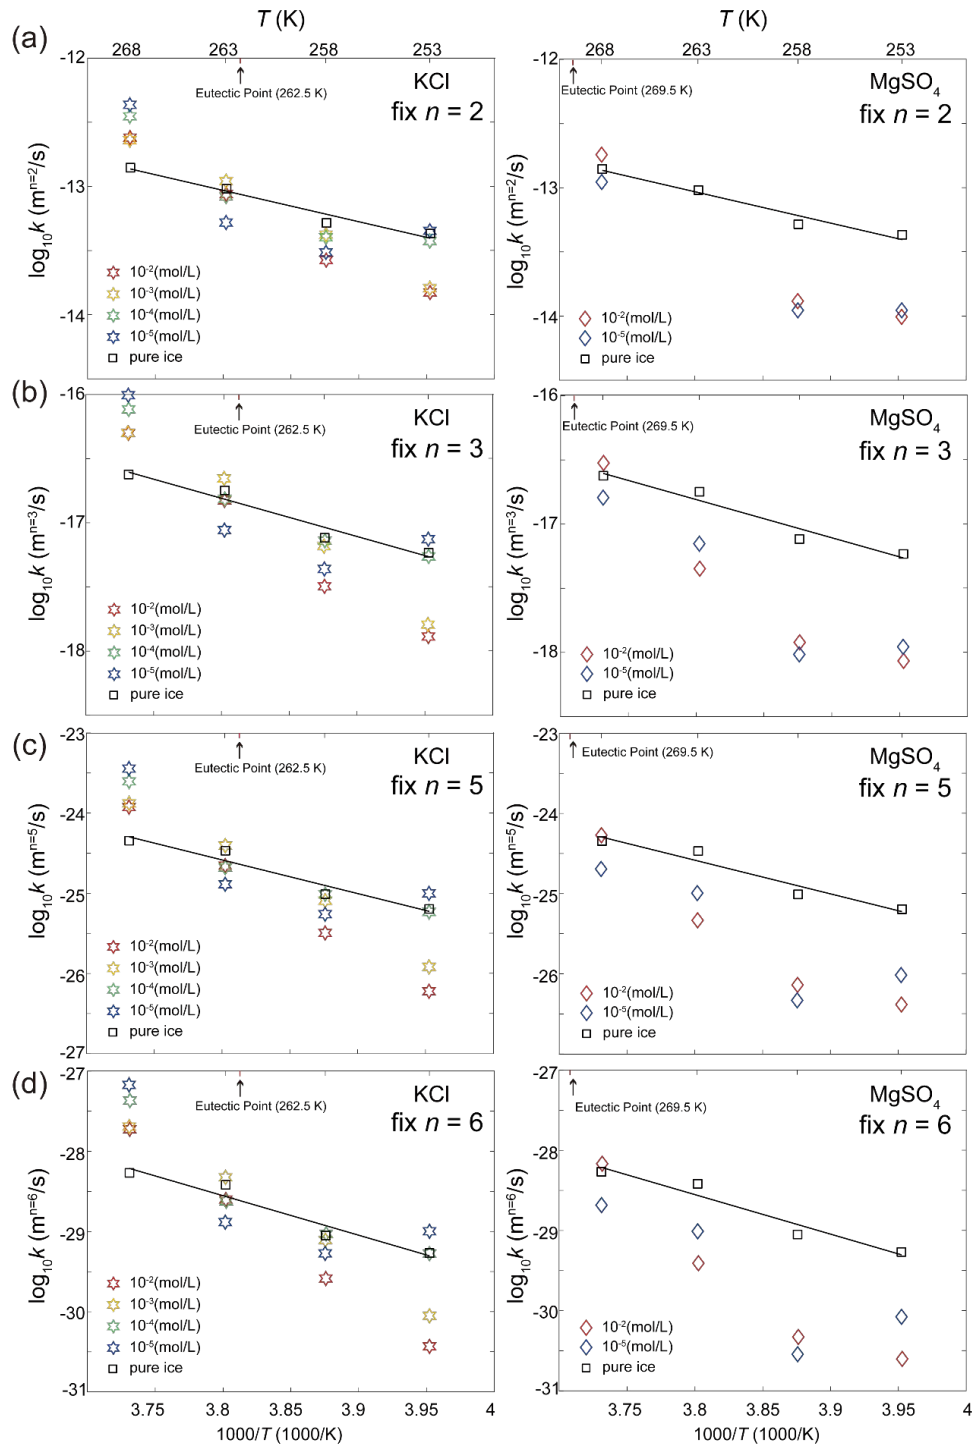 T (K)
T (K)
(a)
268 263 258 253
268 263 258 253
-12
-13
-14
log₁₀k (mⁿ⁼²/s)
Eutectic Point (262.5 K)
KCl
fix n = 2
10⁻²(mol/L)
10⁻³(mol/L)
10⁻⁴(mol/L)
10⁻⁵(mol/L)
pure ice
-12
-13
-14
log₁₀k (mⁿ⁼²/s)
Eutectic Point (269.5 K)
MgSO₄
fix n = 2
10⁻²(mol/L)
10⁻⁵(mol/L)
pure ice
(b)
-16
-17
-18
log₁₀k (mⁿ⁼³/s)
Eutectic Point (262.5 K)
KCl
fix n = 3
10⁻²(mol/L)
10⁻³(mol/L)
10⁻⁴(mol/L)
10⁻⁵(mol/L)
pure ice
-16
-17
-18
log₁₀k (mⁿ⁼³/s)
Eutectic Point (269.5 K)
MgSO₄
fix n = 3
10⁻²(mol/L)
10⁻⁵(mol/L)
pure ice
(c)
-23
-24
-25
-26
-27
log₁₀k (mⁿ⁼⁵/s)
Eutectic Point (262.5 K)
KCl
fix n = 5
10⁻²(mol/L)
10⁻³(mol/L)
10⁻⁴(mol/L)
10⁻⁵(mol/L)
pure ice
-23
-24
-25
-26
log₁₀k (mⁿ⁼⁵/s)
Eutectic Point (269.5 K)
MgSO₄
fix n = 5
10⁻²(mol/L)
10⁻⁵(mol/L)
pure ice
(d)
-27
-28
-29
-30
-31
log₁₀k (mⁿ⁼⁶/s)
Eutectic Point (262.5 K)
KCl
fix n = 6
10⁻²(mol/L)
10⁻³(mol/L)
10⁻⁴(mol/L)
10⁻⁵(mol/L)
pure ice
3.75 3.8 3.85 3.9 3.95 4
1000/T (1000/K)
-27
-28
-29
-30
-31
log₁₀k (mⁿ⁼⁶/s)
Eutectic Point (269.5 K)
MgSO₄
fix n = 6
10⁻²(mol/L)
10⁻⁵(mol/L)
pure ice
3.75 3.8 3.85 3.9 3.95 4
1000/T (1000/K)